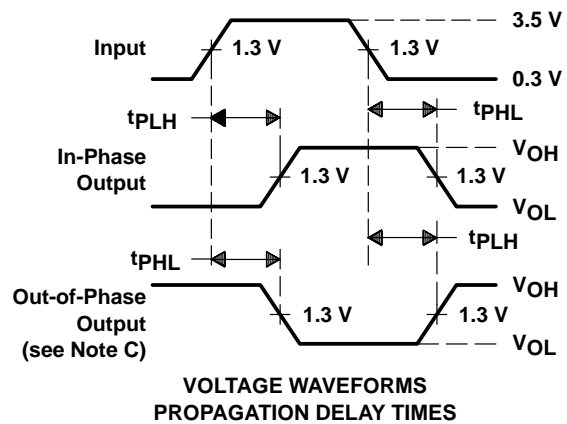 3.5 V
Input
1.3 V
1.3 V
0.3 V
tPLH
tPHL
In-Phase
Output
VOH
1.3 V
1.3 V
VOL
tPHL
tPLH
Out-of-Phase
Output
(see Note C)
VOH
1.3 V
1.3 V
VOL
VOLTAGE WAVEFORMS
PROPAGATION DELAY TIMES